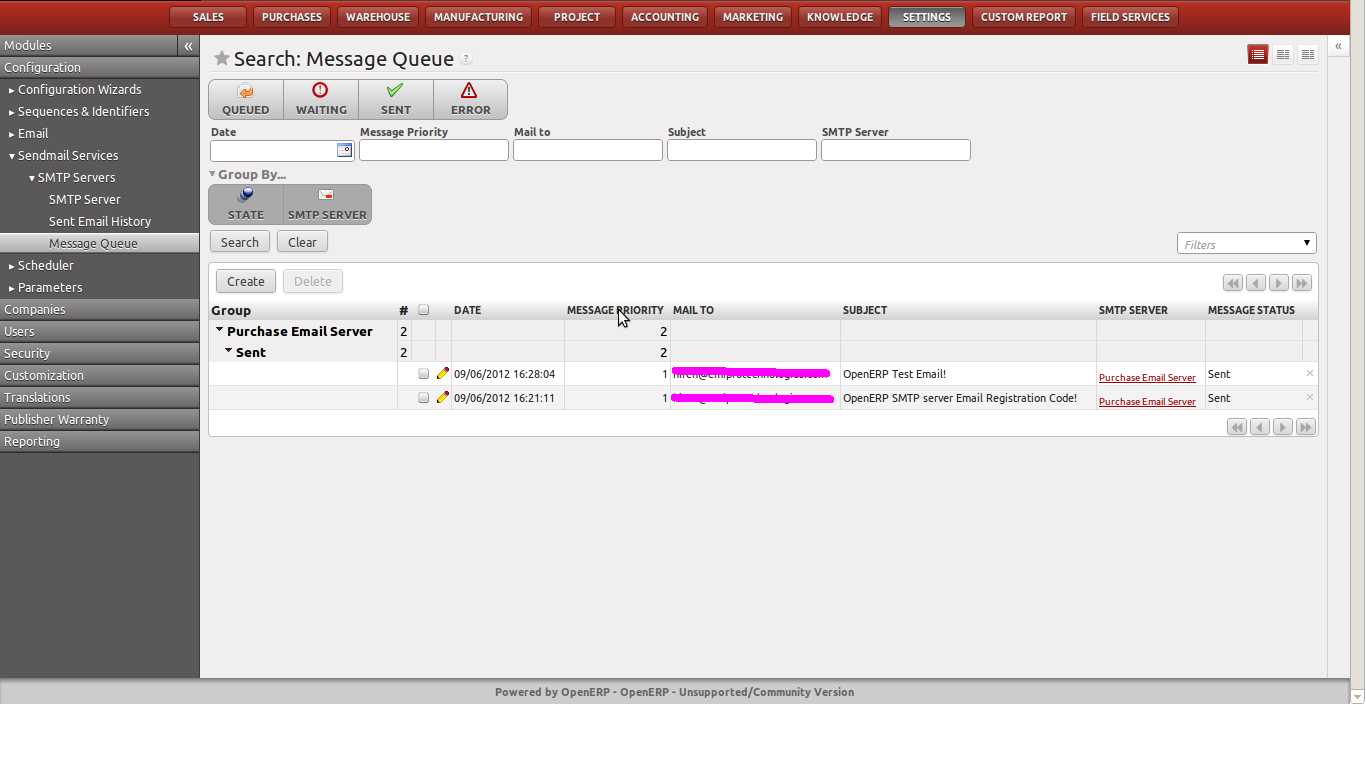 SALES PURCHASES WAREHOUSE MANUFACTURING PROJECT ACCOUNTING MARKETING KNOWLEDGE SETTINGS CUSTOM REPORT FIELD SERVICES
Modules «
Configuration
Configuration Wizards
Sequences & Identifiers
Email
Sendmail Services
SMTP Servers
SMTP Server
Sent Email History
Message Queue
Scheduler
Parameters
Companies
Users
Security
Customization
Translations
Publisher Warranty
Reporting
Search: Message Queue ?
«
QUEUED WAITING SENT ERROR
Date Message Priority Mail to Subject SMTP Server
Group By...
STATE SMTP SERVER
Search Clear Filters
Create Delete
Group # DATE MESSAGE PRIORITY MAIL TO SUBJECT SMTP SERVER MESSAGE STATUS
Purchase Email Server 2 2
Sent 2 2
09/06/2012 16:28:04 1 OpenERP Test Email! Purchase Email Server Sent
09/06/2012 16:21:11 1 OpenERP SMTP server Email Registration Code! Purchase Email Server Sent
Powered by OpenERP - OpenERP - Unsupported/Community Version